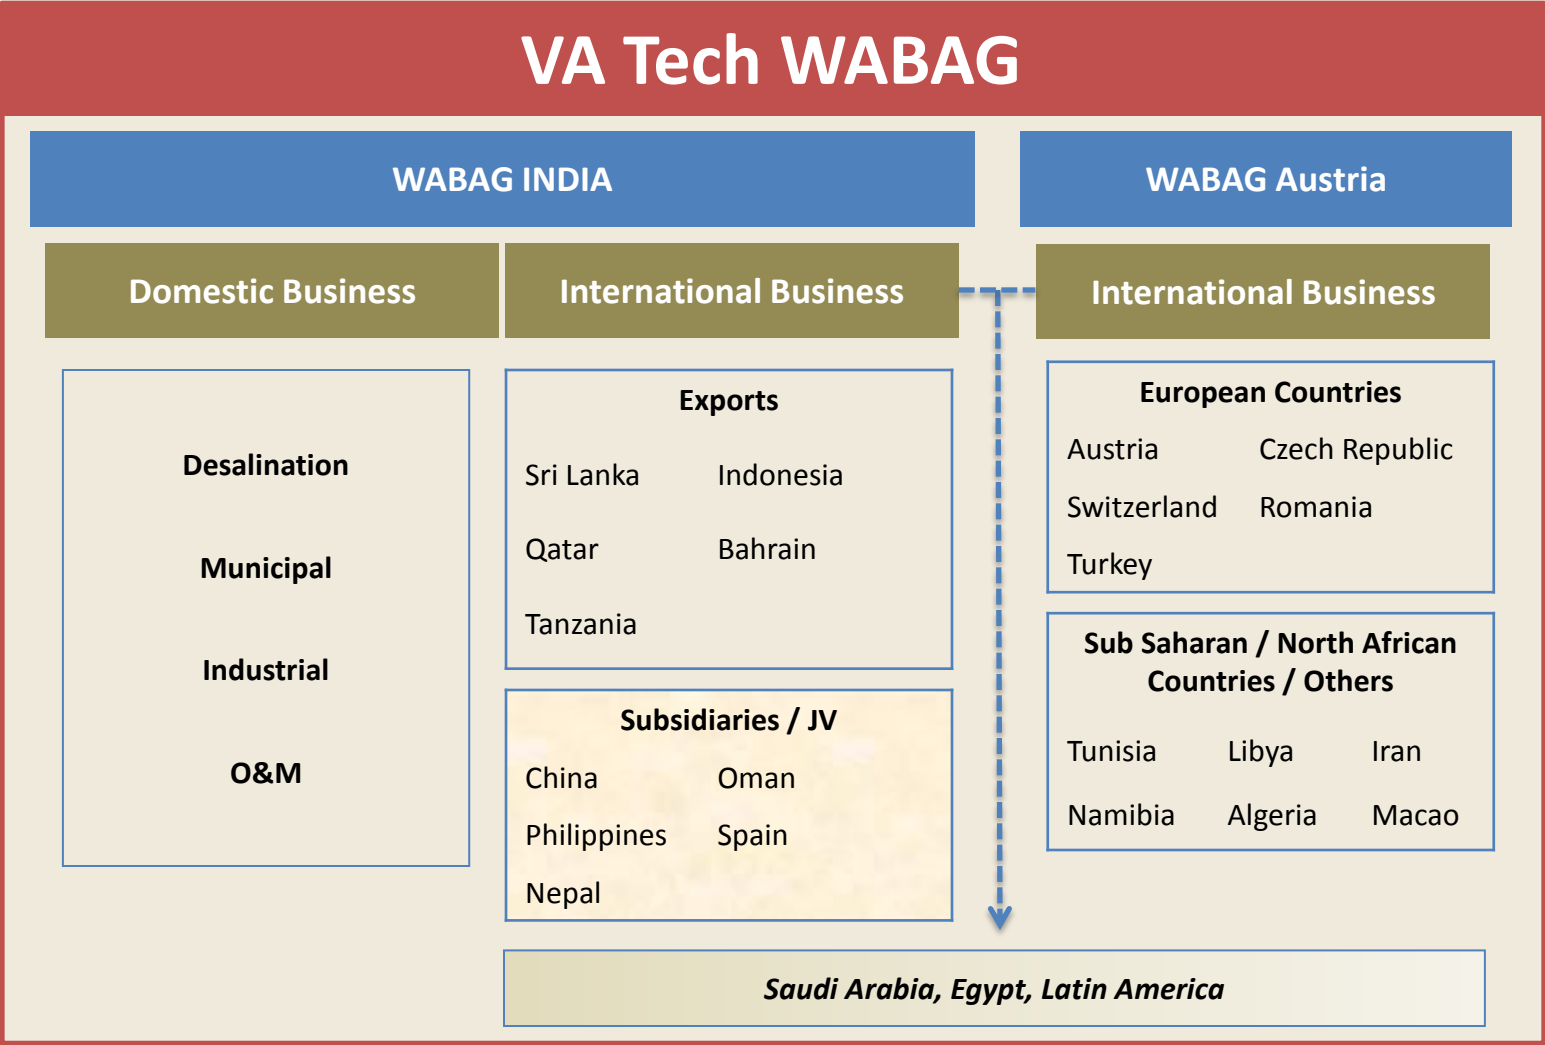 VA Tech WABAG
WABAG INDIA
WABAG Austria
Domestic Business
International Business
International Business
Desalination
Municipal
Industrial
O&M
Exports
Sri Lanka Indonesia
Qatar Bahrain
Tanzania
Subsidiaries / JV
China Oman
Philippines Spain
Nepal
European Countries
Austria Czech Republic
Switzerland Romania
Turkey
Sub Saharan / North African
Countries / Others
Tunisia Libya Iran
Namibia Algeria Macao
Saudi Arabia, Egypt, Latin America